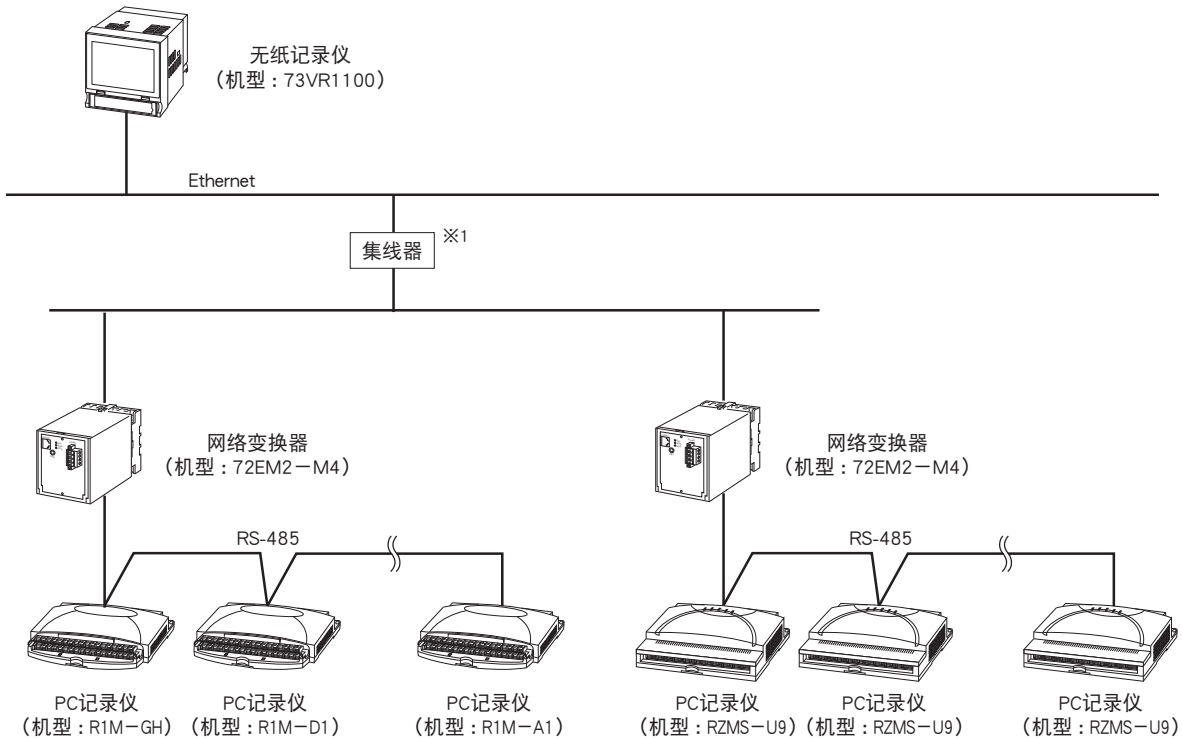 无纸记录仪
（机型：73VR1100）
Ethernet
集线器
※1
网络变换器
（机型：72EM2－M4）
网络变换器
（机型：72EM2－M4）
RS-485
RS-485
PC记录仪
（机型：R1M－GH）
PC记录仪
（机型：R1M－D1）
PC记录仪
（机型：R1M－A1）
PC记录仪
（机型：RZMS－U9）
PC记录仪
（机型：RZMS－U9）
PC记录仪
（机型：RZMS－U9）